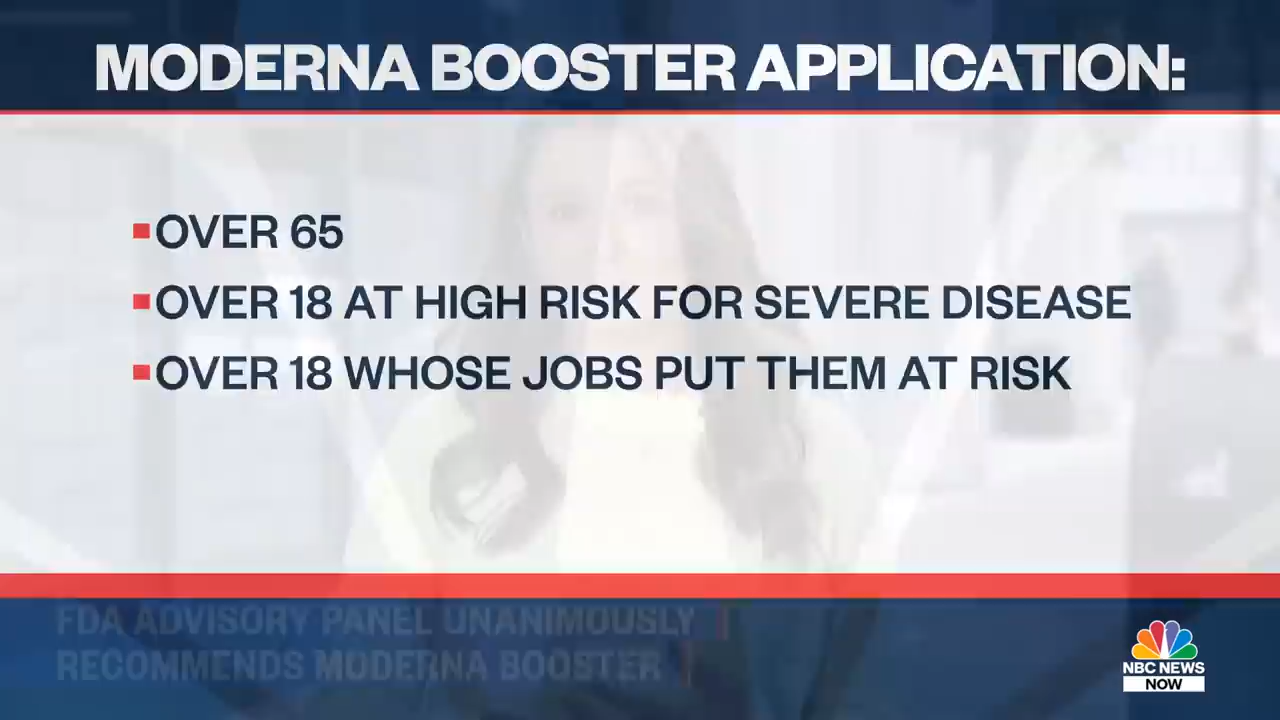 MODERNA BOOSTER APPLICATION:
OVER 65
OVER 18 AT HIGH RISK FOR SEVERE DISEASE
OVER 18 WHOSE JOBS PUT THEM AT RISK
FDA ADVISORY PANEL UNANIMOUSLY
RECOMMENDS MODERNA BOOSTER
NBC NEWS
NOW